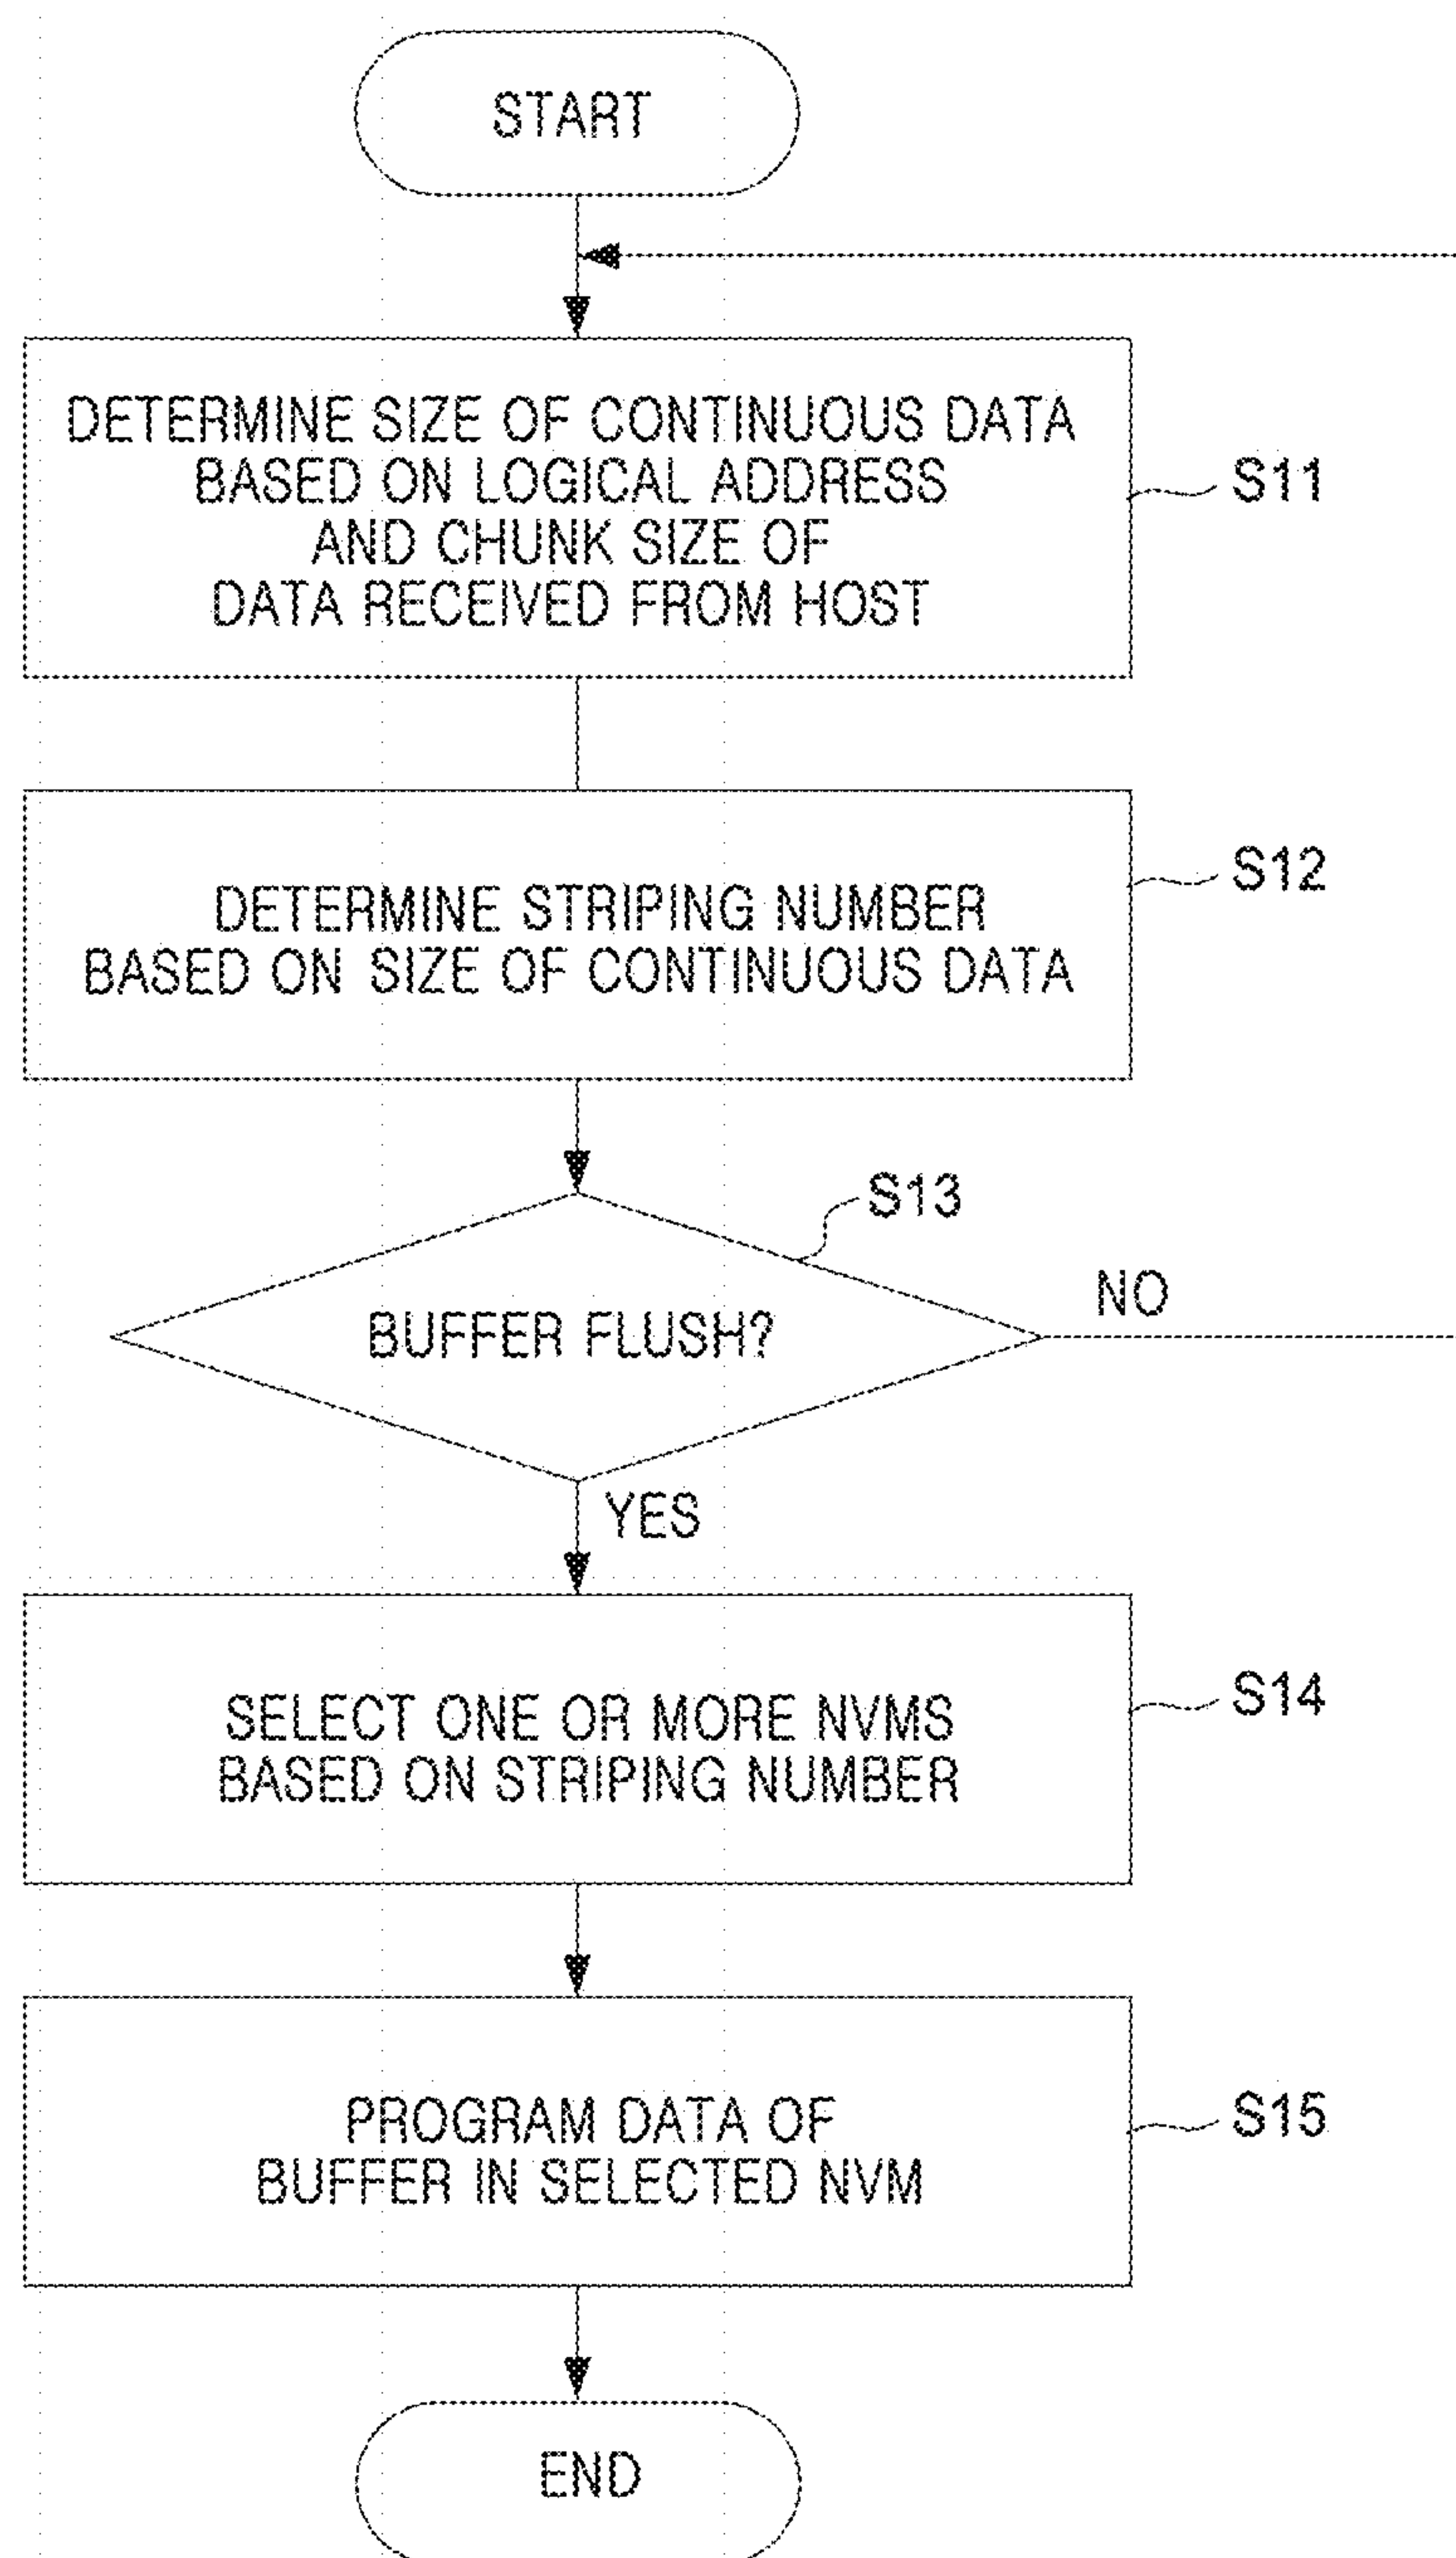 START
DETERMINE SIZE OF CONTINUOUS DATA
BASED ON LOGICAL ADDRESS
AND CHUNK SIZE OF
DATA RECEIVED FROM HOST
S11
DETERMINE STRIPING NUMBER
BASED ON SIZE OF CONTINUOUS DATA
S12
S13
BUFFER FLUSH?
NO
YES
SELECT ONE OR MORE NVMS
BASED ON STRIPING NUMBER
S14
PROGRAM DATA OF
BUFFER IN SELECTED NVM
S15
END